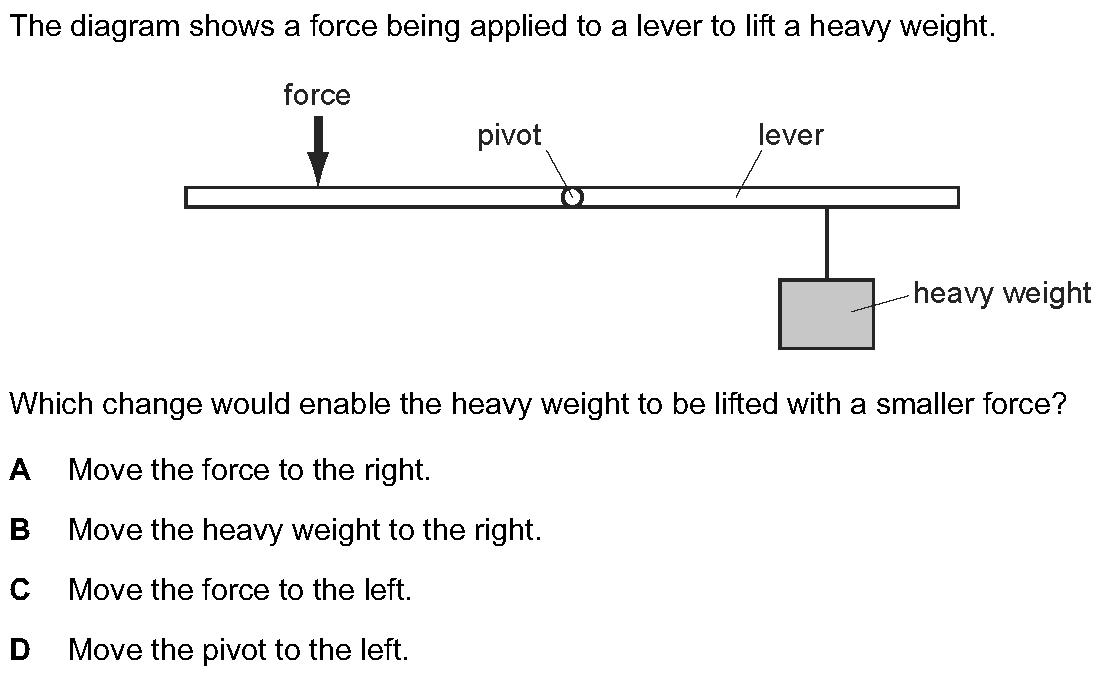 The diagram shows a force being applied to a lever to lift a heavy weight.
force
pivot
lever
heavy weight
Which change would enable the heavy weight to be lifted with a smaller force?
A Move the force to the right.
B Move the heavy weight to the right.
C Move the force to the left.
D Move the pivot to the left.